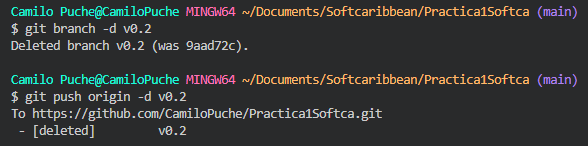 Camilo Puche@CamiloPuche MINGW64 ~/Documents/Softcaribbean/Practica1Softca (main)
$ git branch -d v0.2
Deleted branch v0.2 (was 9aad72c).
Camilo Puche@CamiloPuche MINGW64 ~/Documents/Softcaribbean/Practica1Softca (main)
$ git push origin -d v0.2
To https://github.com/CamiloPuche/Practica1Softca.git
 - [deleted]         v0.2